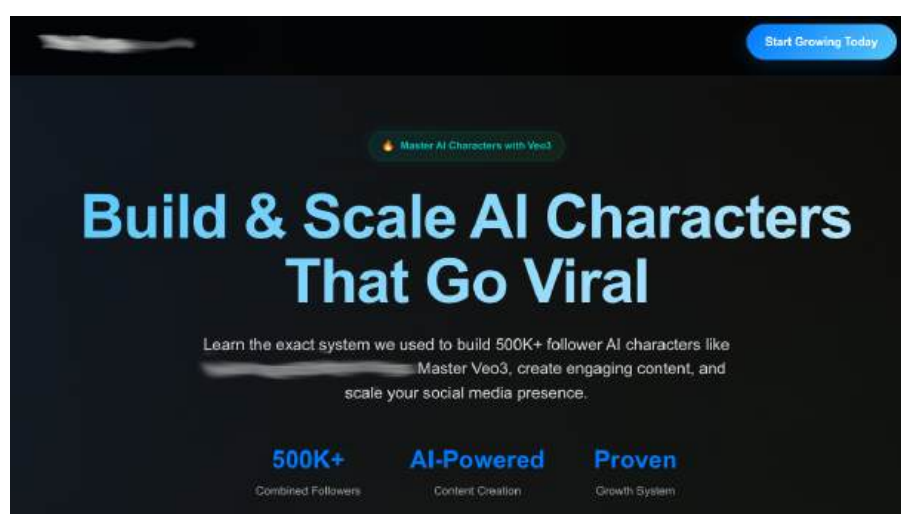 Start Growing Today
🔥 Master AI Characters with Veo3
Build & Scale AI Characters
That Go Viral
Learn the exact system we used to build 500K+ follower AI characters like
Master Veo3, create engaging content, and
scale your social media presence.
500K+ AI-Powered Proven
Combined Followers Content Creation Growth System